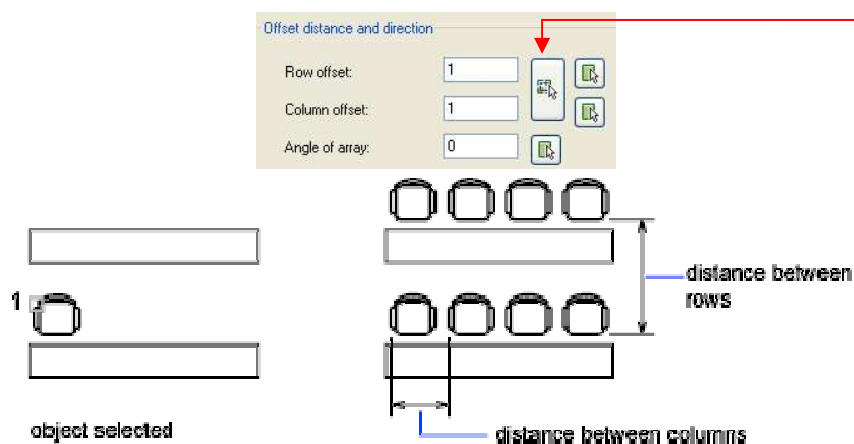 Offset distance and direction
Row offset: 1
Column offset: 1
Angle of array: 0
distance between
rows
1
object selected
distance between columns